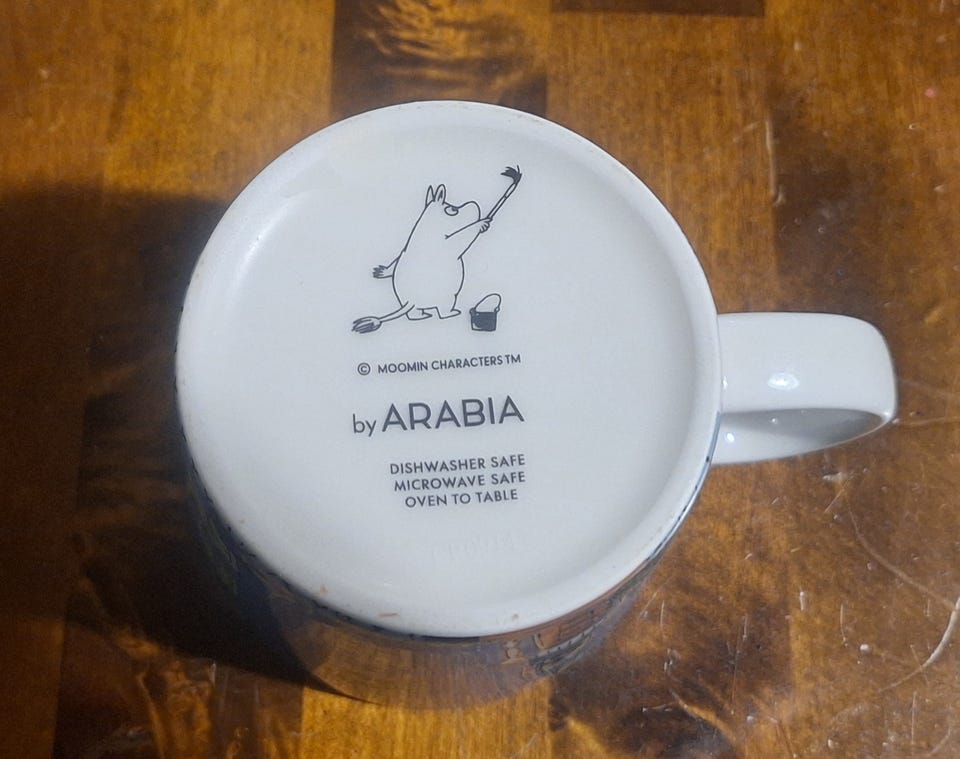 © MOOMIN CHARACTERS™
by ARABIA
DISHWASHER SAFE
MICROWAVE SAFE
OVEN TO TABLE